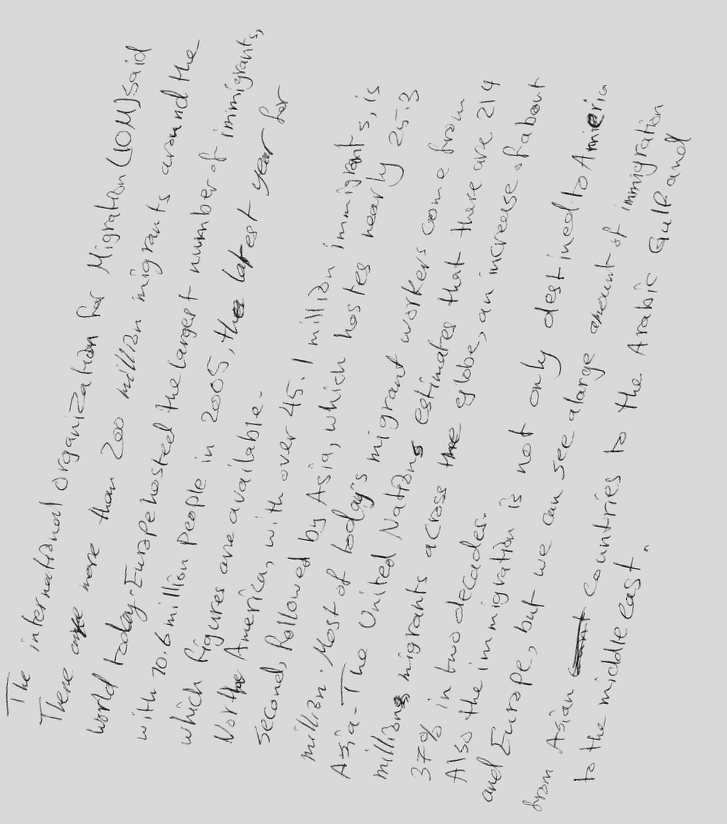 The international Organization for Migration (IOM) said
There are more than 200 million migrants around the
world today. Europe hosted the largest number of immigrants,
with 70.6 million People in 2005, the latest year for
which figures are available.
North America, with over 45.1 million immigrants, is
second, followed by Asia, which hostes nearly 25.3
million. Most of today's migrant workers come from
Asia - The United Nations estimates that there are 214
millions migrants across the globe, an increase of about
37% in two decades.
Also the immigration is not only destined to America
and Europe, but we can see alarge amount of immigration
from Asian countries to the Arabic Gulf and
to the middle east.